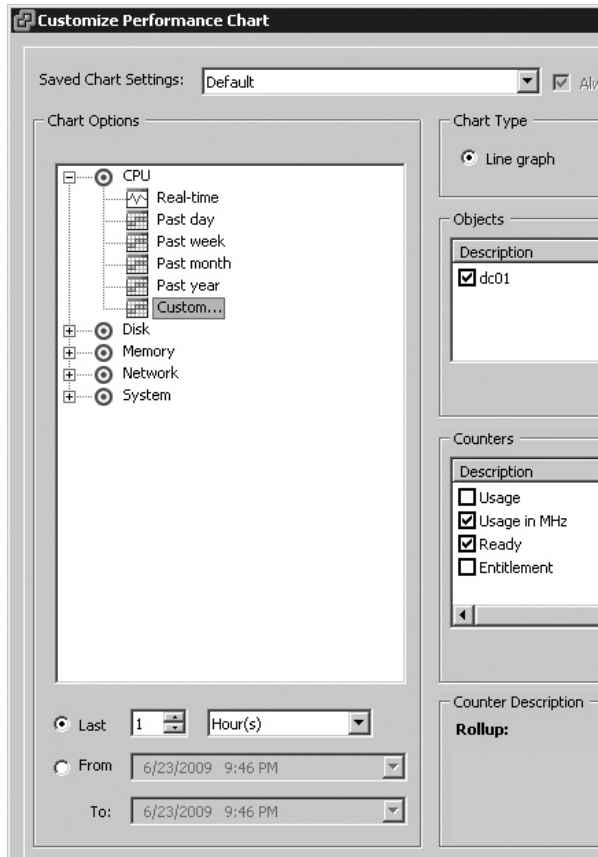 Customize Performance Chart
Saved Chart Settings: Default
Chart Options
CPU
Real-time
Past day
Past week
Past month
Past year
Custom...
Disk
Memory
Network
System
Last 1 Hour(s)
From 6/23/2009 9:46 PM
To: 6/23/2009 9:46 PM
Chart Type
Line graph
Objects
Description
dc01
Counters
Description
Usage
Usage in MHz
Ready
Entitlement
Counter Description
Rollup: